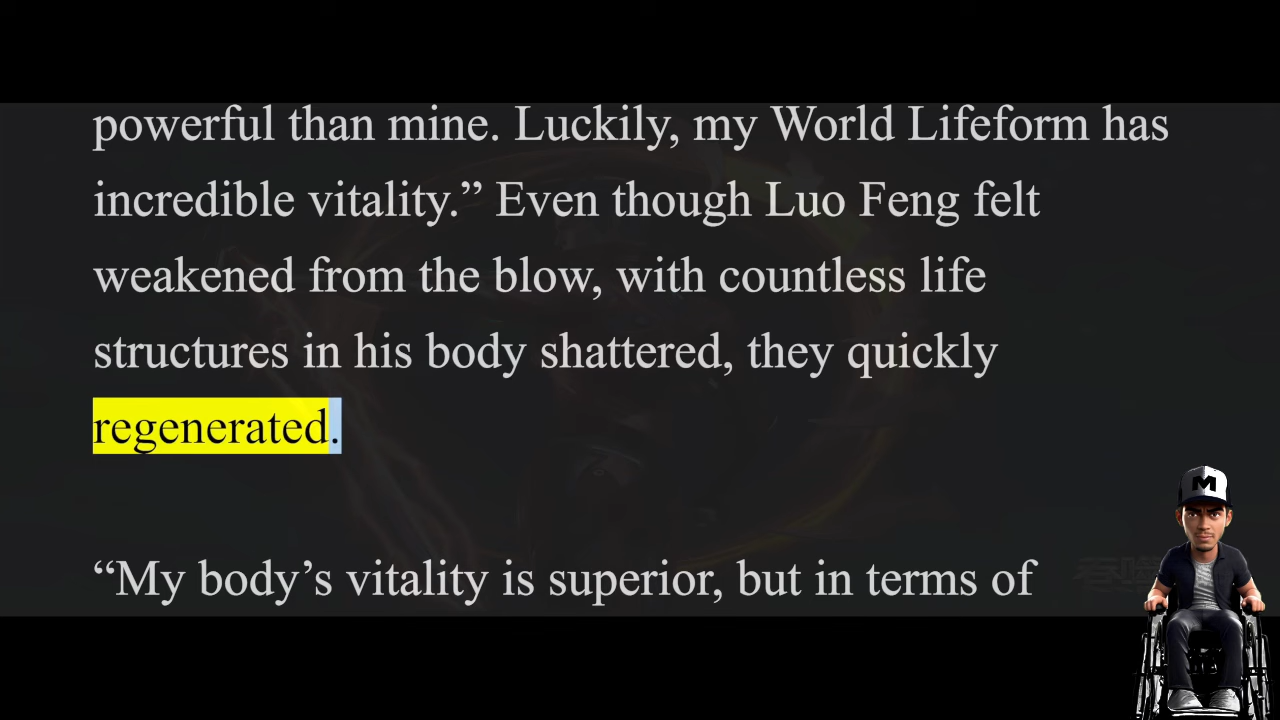 powerful than mine. Luckily, my World Lifeform has
incredible vitality.” Even though Luo Feng felt
weakened from the blow, with countless life
structures in his body shattered, they quickly
regenerated.
“My body’s vitality is superior, but in terms of
M